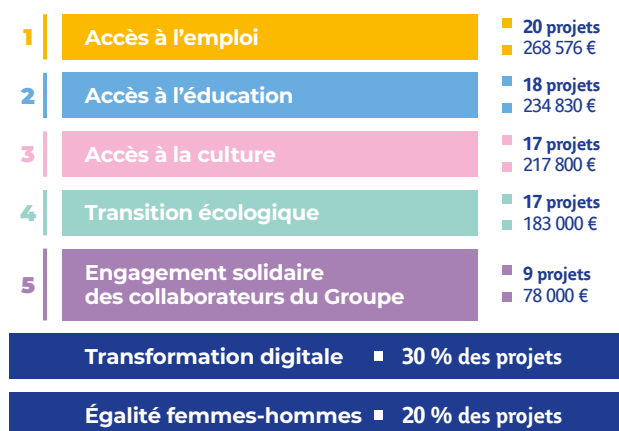 1 Accès à l'emploi
20 projets
268 576 €
2 Accès à l'éducation
18 projets
234 830 €
3 Accès à la culture
17 projets
217 800 €
4 Transition écologique
17 projets
183 000 €
5 Engagement solidaire
des collaborateurs du Groupe
9 projets
78 000 €
Transformation digitale 30 % des projets
Égalité femmes-hommes 20 % des projets